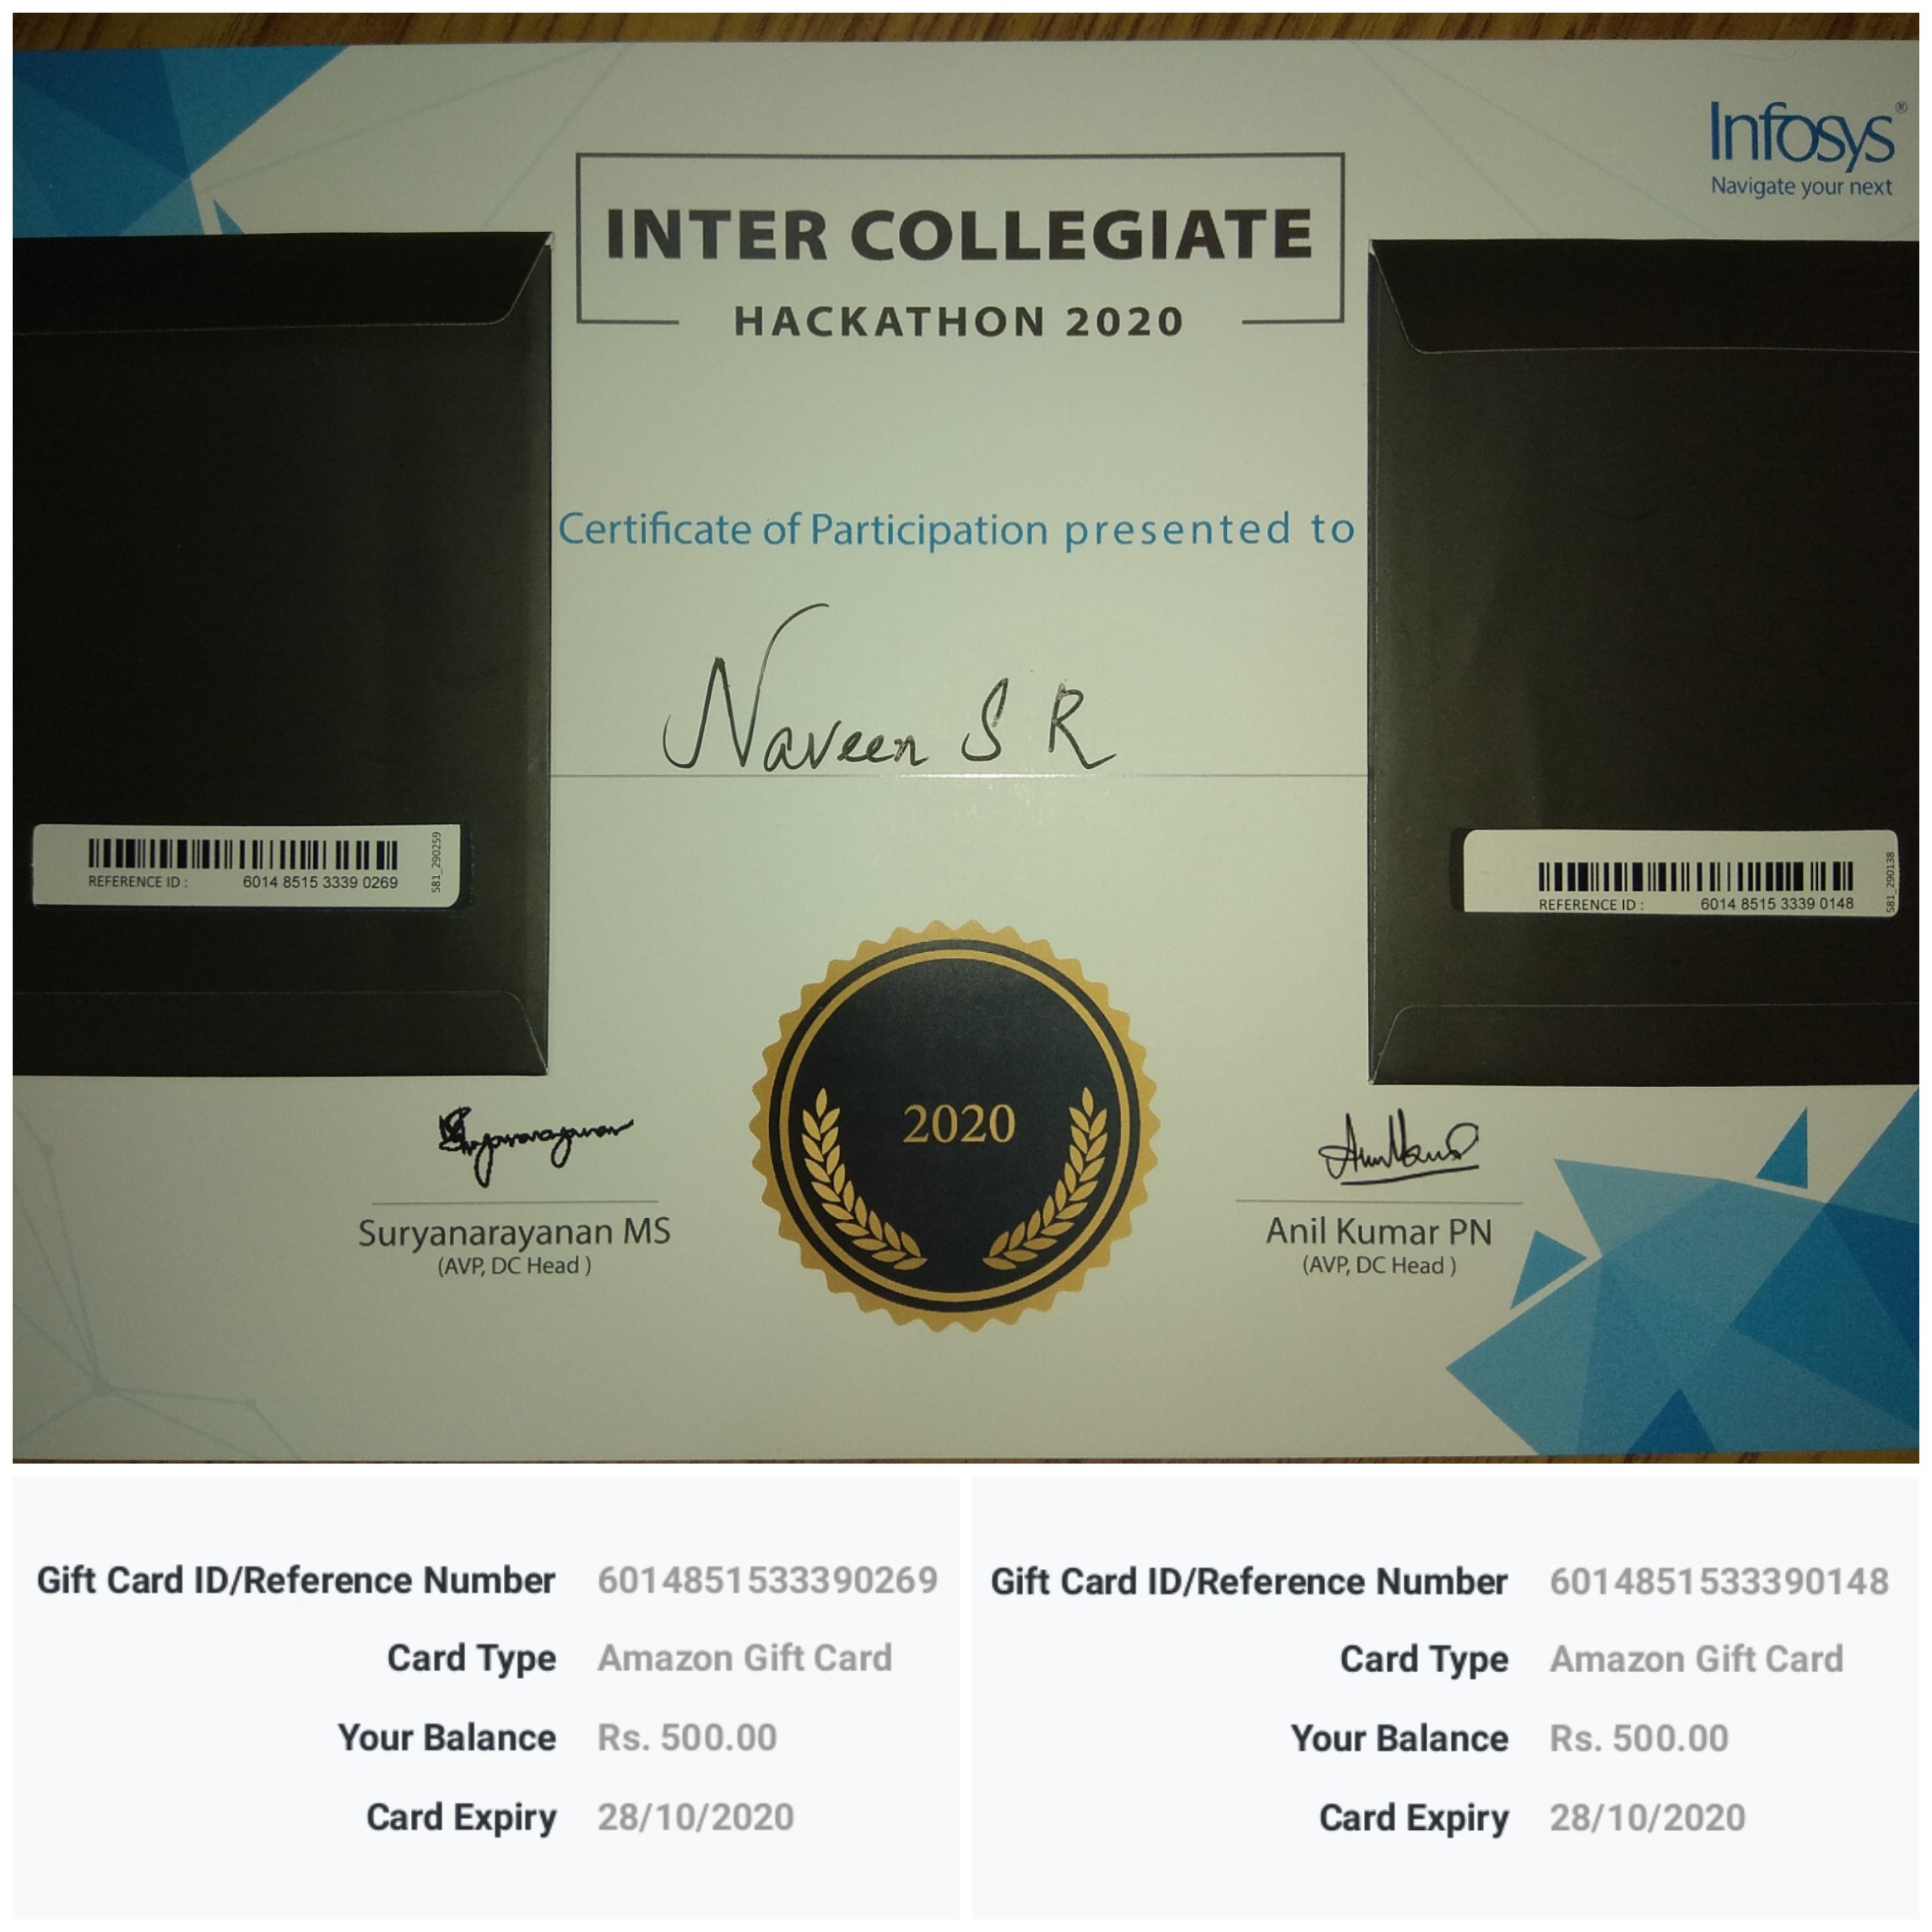 Infosys®
Navigate your next
INTER COLLEGIATE
HACKATHON 2020
Certificate of Participation presented to
Naveen S R
REFERENCE ID : 6014 8515 3339 0269
581_290259
REFERENCE ID : 6014 8515 3339 0148
581_290138
2020
Suryanarayanan MS
(AVP, DC Head )
Anil Kumar PN
(AVP, DC Head )
Gift Card ID/Reference Number 6014851533390269
Card Type Amazon Gift Card
Your Balance Rs. 500.00
Card Expiry 28/10/2020
Gift Card ID/Reference Number 6014851533390148
Card Type Amazon Gift Card
Your Balance Rs. 500.00
Card Expiry 28/10/2020